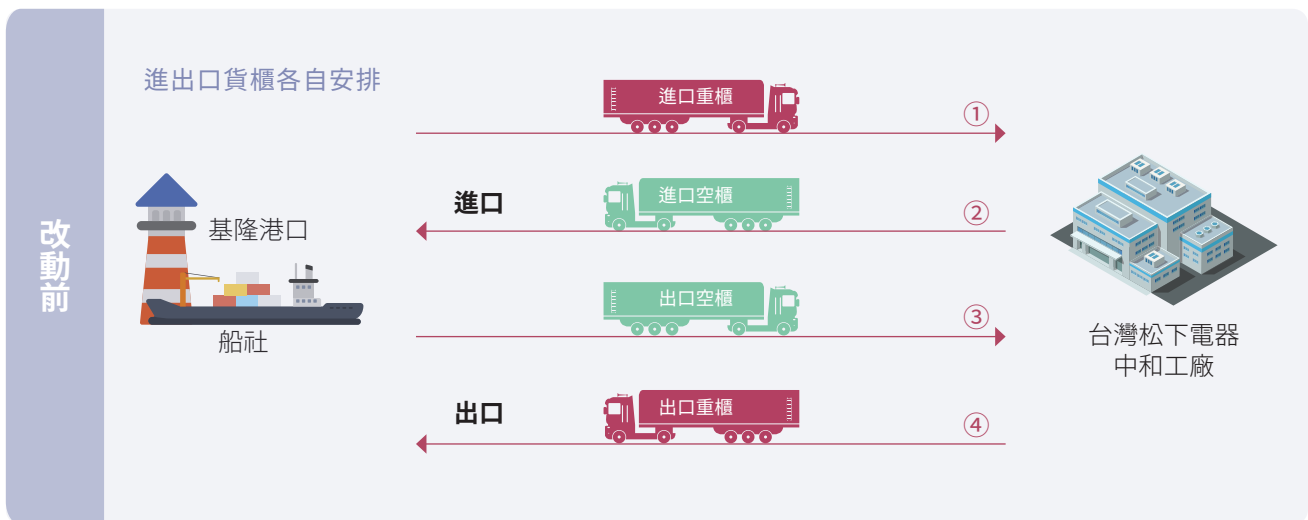 改動前
進出口貨櫃各自安排
進口重櫃
①
進口
進口空櫃
②
基隆港口
船社
出口空櫃
③
台灣松下電器
中和工廠
出口
出口重櫃
④